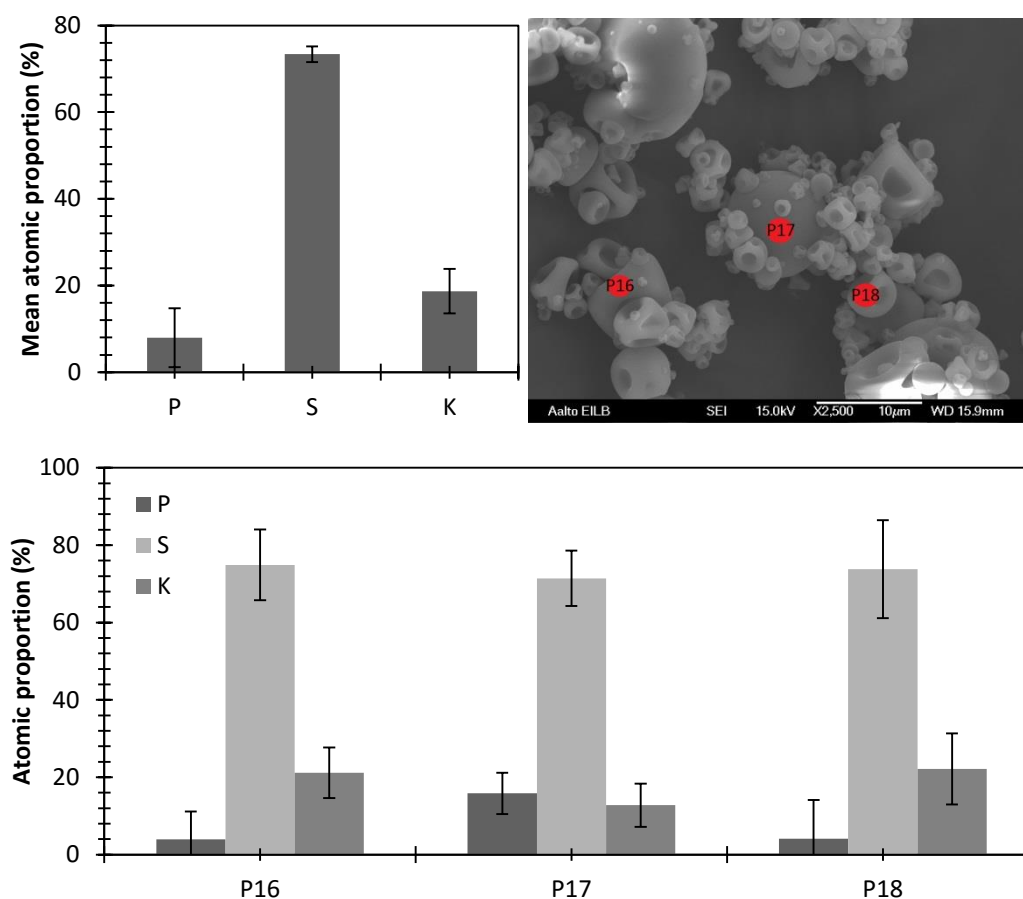 Mean atomic proportion (%)
80
60
40
20
0
P S K
P17
P16
P18
Aalto EILB SEI 15.0kV X2,500 10µm WD 15.9mm
Atomic proportion (%)
100
80
60
40
20
0
P
S
K
P16 P17 P18